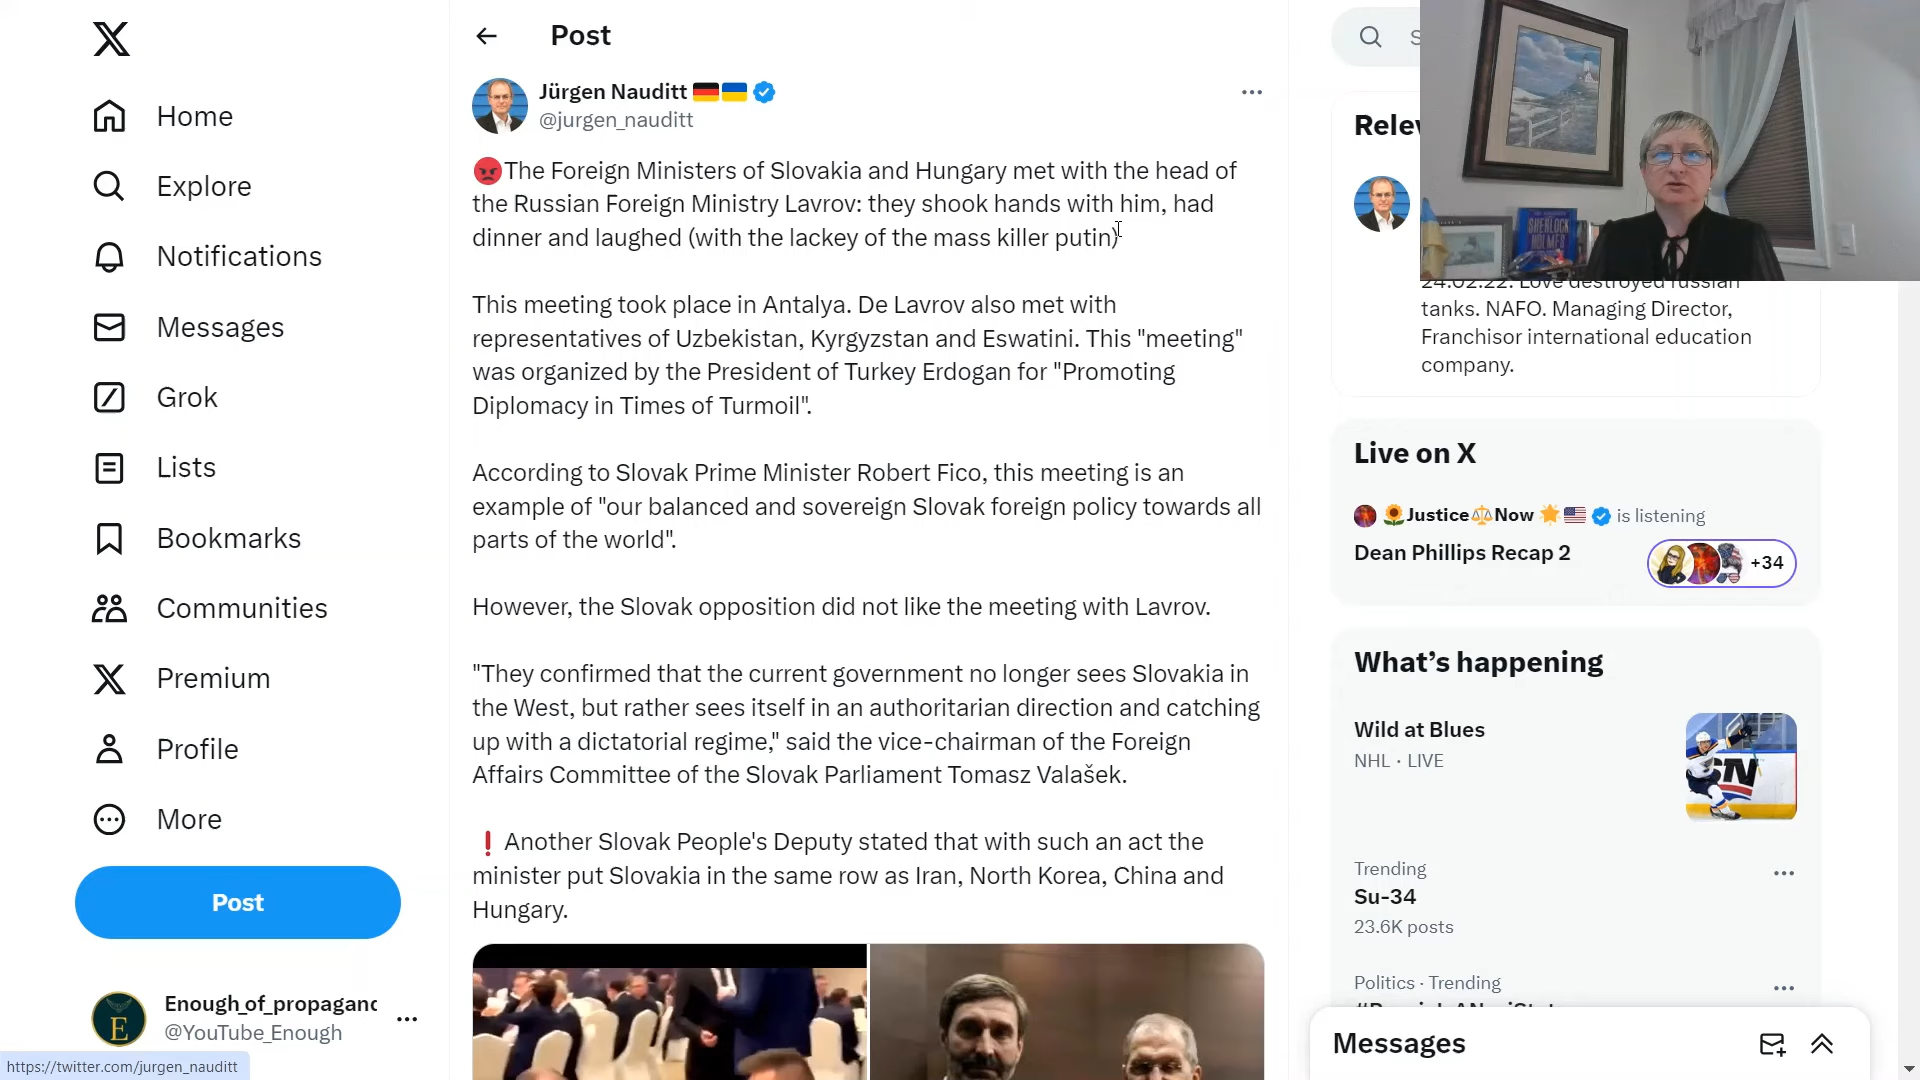 Home
Explore
Notifications
Messages
Grok
Lists
Bookmarks
Communities
Premium
Profile
More
Post
Enough_of_propaganc
@YouTube_Enough
https://twitter.com/jurgen_nauditt
Post
Jürgen Nauditt
@jurgen_nauditt
The Foreign Ministers of Slovakia and Hungary met with the head of
the Russian Foreign Ministry Lavrov: they shook hands with him, had
dinner and laughed (with the lackey of the mass killer putin)
This meeting took place in Antalya. De Lavrov also met with
representatives of Uzbekistan, Kyrgyzstan and Eswatini. This "meeting"
was organized by the President of Turkey Erdogan for "Promoting
Diplomacy in Times of Turmoil".
According to Slovak Prime Minister Robert Fico, this meeting is an
example of "our balanced and sovereign Slovak foreign policy towards all
parts of the world".
However, the Slovak opposition did not like the meeting with Lavrov.
"They confirmed that the current government no longer sees Slovakia in
the West, but rather sees itself in an authoritarian direction and catching
up with a dictatorial regime," said the vice-chairman of the Foreign
Affairs Committee of the Slovak Parliament Tomasz Valašek.
❗ Another Slovak People's Deputy stated that with such an act the
minister put Slovakia in the same row as Iran, North Korea, China and
Hungary.
SHERLOCK
HOLMES
24.02.22. Love destroyed russian
tanks. NAFO. Managing Director,
Franchisor international education
company.
Live on X
Justice Now is listening
Dean Phillips Recap 2
+34
What's happening
Wild at Blues
NHL · LIVE
Trending
Su-34
23.6K posts
Politics · Trending
Messages